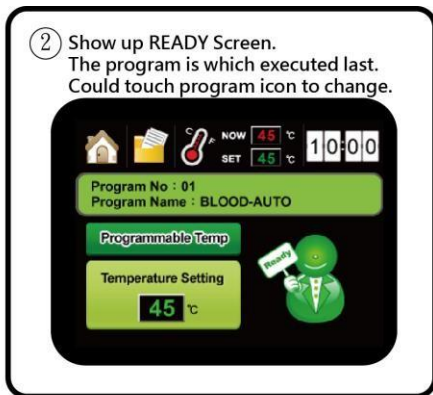 ② Show up READY Screen.
The program is which executed last.
Could touch program icon to change.
C F NOW 45 ℃
SET 45 ℃
10:00
Program No : 01
Program Name : BLOOD-AUTO
Programmable Temp
Ready
Temperature Setting
45 ℃